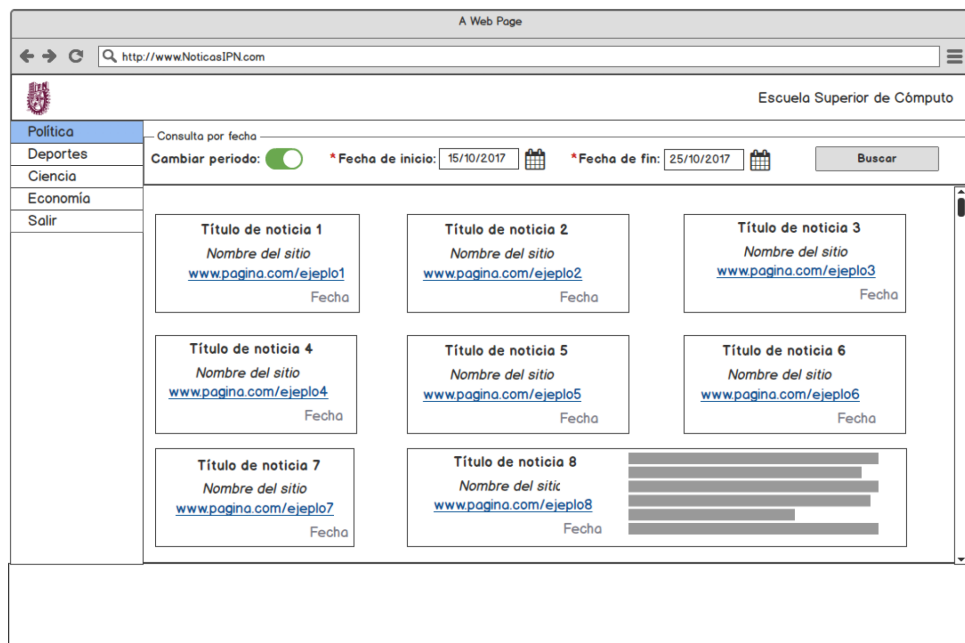 A Web Page
http://www.NoticasIPN.com
Escuela Superior de Cómputo
Política
Deportes
Ciencia
Economía
Salir
Consulta por fecha
Cambiar periodo: *Fecha de inicio: 15/10/2017 *Fecha de fin: 25/10/2017 Buscar
Título de noticia 1
Nombre del sitio
www.pagina.com/ejeplo1
Fecha
Título de noticia 2
Nombre del sitio
www.pagina.com/ejeplo2
Fecha
Título de noticia 3
Nombre del sitio
www.pagina.com/ejeplo3
Fecha
Título de noticia 4
Nombre del sitio
www.pagina.com/ejeplo4
Fecha
Título de noticia 5
Nombre del sitio
www.pagina.com/ejeplo5
Fecha
Título de noticia 6
Nombre del sitio
www.pagina.com/ejeplo6
Fecha
Título de noticia 7
Nombre del sitio
www.pagina.com/ejeplo7
Fecha
Título de noticia 8
Nombre del sitio
www.pagina.com/ejeplo8
Fecha